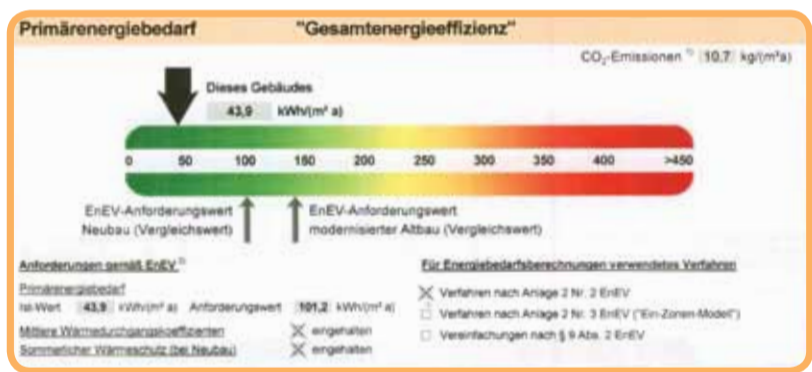 Primärenergiebedarf "Gesamtenergieeffizienz"
CO₂-Emissionen ¹⁾ 10,7 kg/(m²a)
Dieses Gebäudes
43,9 kWh/(m² a)
0 50 100 150 200 250 300 350 400 >450
EnEV-Anforderungswert
Neubau (Vergleichswert)
EnEV-Anforderungswert
modernisierter Altbau (Vergleichswert)
Anforderungen gemäß EnEV ²⁾
Primärenergiebedarf
Ist-Wert 43,9 kWh/(m² a) Anforderungswert 101,2 kWh/(m² a)
Mittlere Wärmedurchgangskoeffizienten X eingehalten
Sommerlicher Wärmeschutz (bei Neubau) X eingehalten
Für Energiebedarfsberechnungen verwendetes Verfahren
X Verfahren nach Anlage 2 Nr. 2 EnEV
Verfahren nach Anlage 2 Nr. 3 EnEV ("Ein-Zonen-Modell")
Vereinfachungen nach § 9 Abs. 2 EnEV